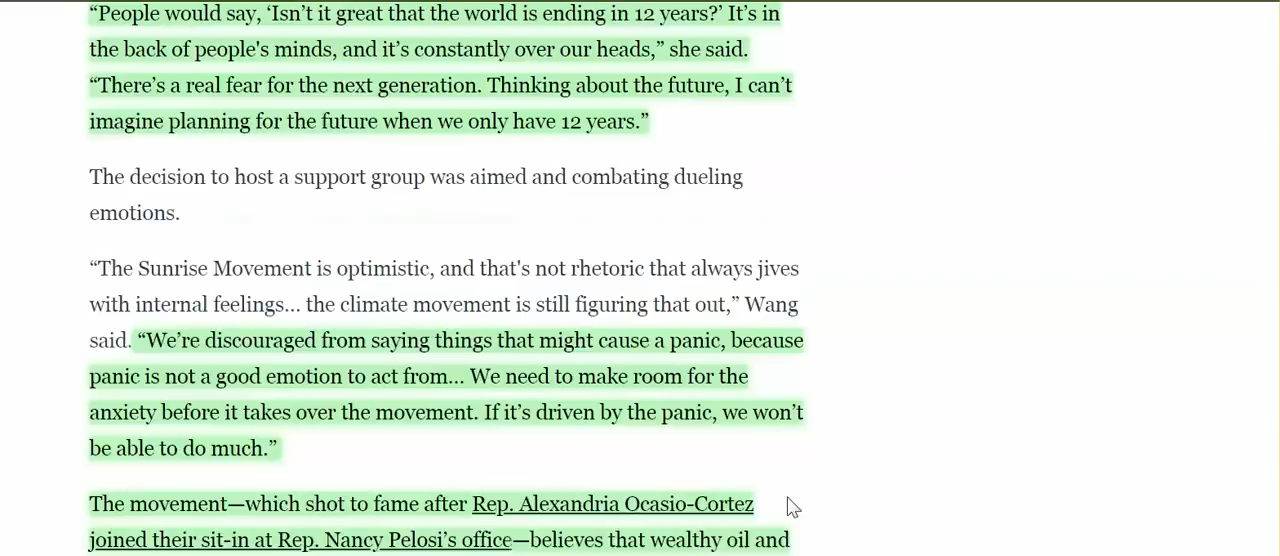 “People would say, ‘Isn’t it great that the world is ending in 12 years?’ It’s in
the back of people's minds, and it’s constantly over our heads,” she said.
“There’s a real fear for the next generation. Thinking about the future, I can’t
imagine planning for the future when we only have 12 years.”
The decision to host a support group was aimed and combating dueling
emotions.
“The Sunrise Movement is optimistic, and that's not rhetoric that always jives
with internal feelings... the climate movement is still figuring that out,” Wang
said. “We’re discouraged from saying things that might cause a panic, because
panic is not a good emotion to act from... We need to make room for the
anxiety before it takes over the movement. If it’s driven by the panic, we won’t
be able to do much.”
The movement—which shot to fame after Rep. Alexandria Ocasio-Cortez
joined their sit-in at Rep. Nancy Pelosi’s office—believes that wealthy oil and